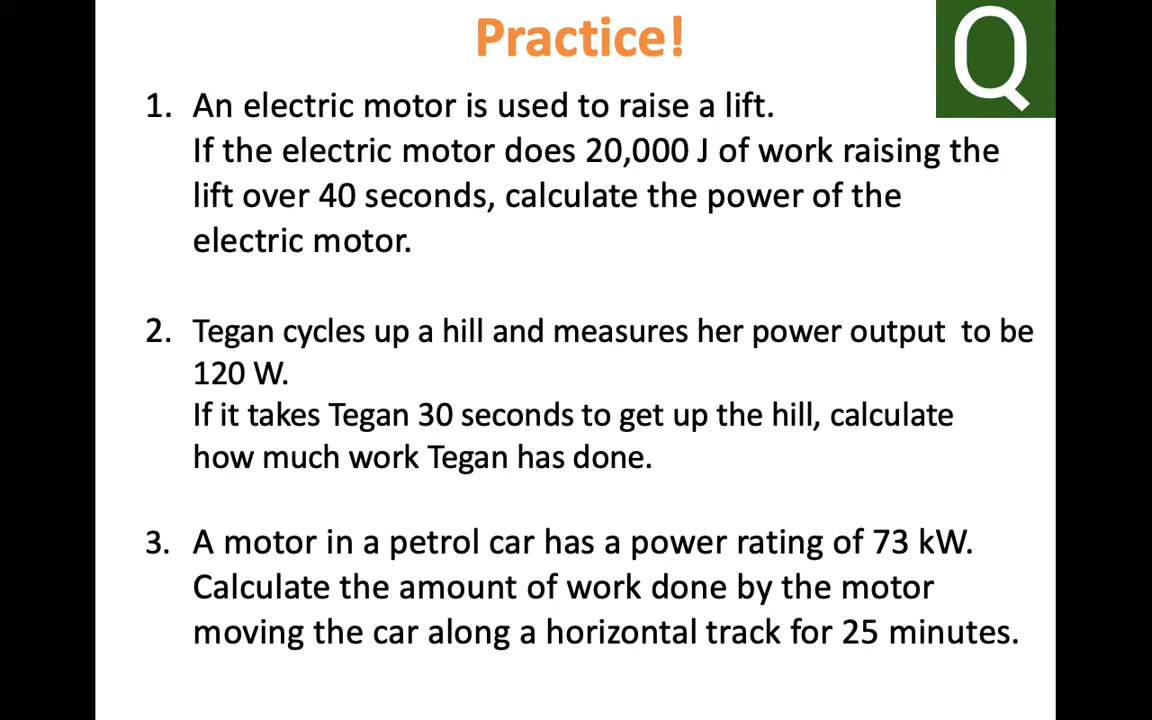 Practice!
Q
1. An electric motor is used to raise a lift.
If the electric motor does 20,000 J of work raising the
lift over 40 seconds, calculate the power of the
electric motor.
2. Tegan cycles up a hill and measures her power output  to be
120 W.
If it takes Tegan 30 seconds to get up the hill, calculate
how much work Tegan has done.
3. A motor in a petrol car has a power rating of 73 kW.
Calculate the amount of work done by the motor
moving the car along a horizontal track for 25 minutes.